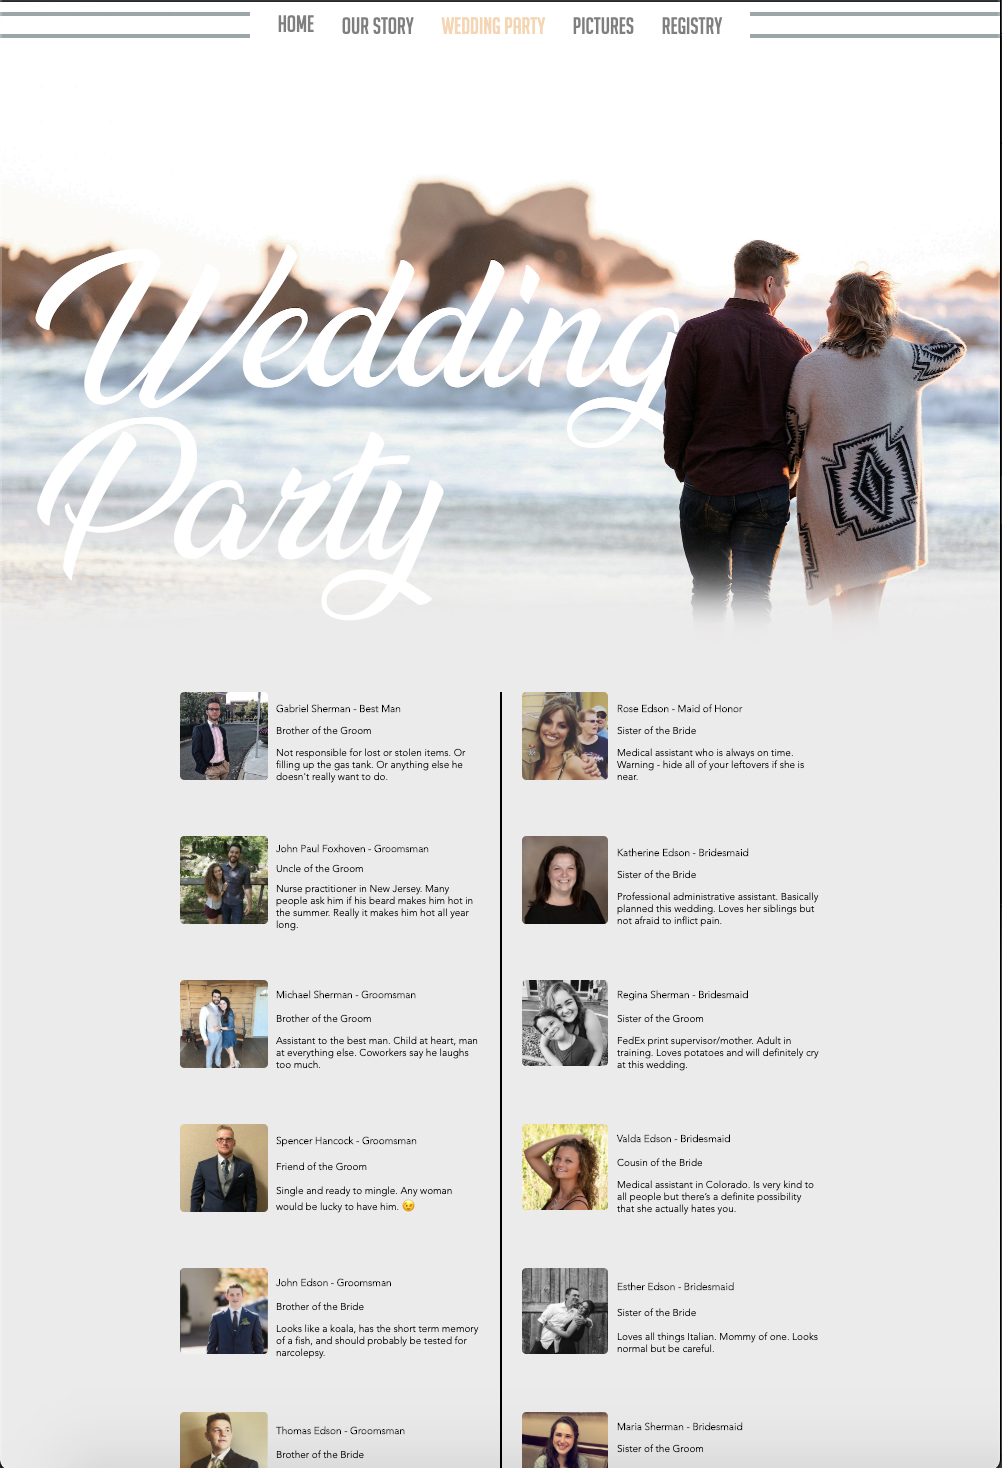 HOME OUR STORY WEDDING PARTY PICTURES REGISTRY
Wedding
Party
Gabriel Sherman - Best Man
Brother of the Groom
Not responsible for lost or stolen items. Or
filling up the gas tank. Or anything else he
doesn't really want to do.
Rose Edson - Maid of Honor
Sister of the Bride
Medical assistant who is always on time.
Warning - hide all of your leftovers if she is
near.
John Paul Foxhoven - Groomsman
Uncle of the Groom
Nurse practitioner in New Jersey. Many
people ask him if his beard makes him hot in
the summer. Really it makes him hot all year
long.
Katherine Edson - Bridesmaid
Sister of the Bride
Professional administrative assistant. Basically
planned this wedding. Loves her siblings but
not afraid to inflict pain.
Michael Sherman - Groomsman
Brother of the Groom
Assistant to the best man. Child at heart, man
at everything else. Coworkers say he laughs
too much.
Regina Sherman - Bridesmaid
Sister of the Groom
FedEx print supervisor/mother. Adult in
training. Loves potatoes and will definitely cry
at this wedding.
Spencer Hancock - Groomsman
Friend of the Groom
Single and ready to mingle. Any woman
would be lucky to have him. 😉
Valda Edson - Bridesmaid
Cousin of the Bride
Medical assistant in Colorado. Is very kind to
all people but there's a definite possibility
that she actually hates you.
John Edson - Groomsman
Brother of the Bride
Looks like a koala, has the short term memory
of a fish, and should probably be tested for
narcolepsy.
Esther Edson - Bridesmaid
Sister of the Bride
Loves all things Italian. Mommy of one. Looks
normal but be careful.
Thomas Edson - Groomsman
Brother of the Bride
Maria Sherman - Bridesmaid
Sister of the Groom